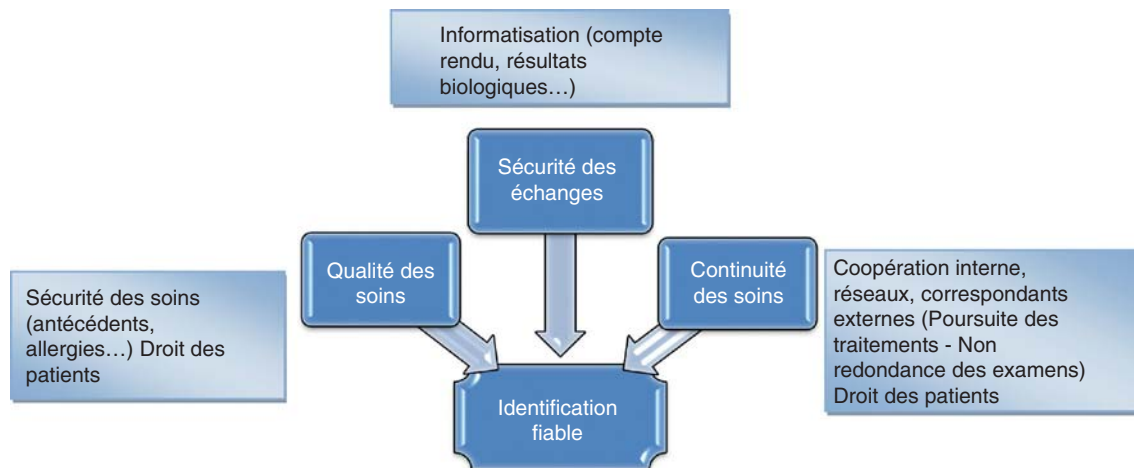 Informatisation (compte
rendu, résultats
biologiques…)
Sécurité des
échanges
Qualité des
soins
Continuité
des soins
Sécurité des soins
(antécédents,
allergies…) Droit des
patients
Coopération interne,
réseaux, correspondants
externes (Poursuite des
traitements - Non
redondance des examens)
Droit des patients
Identification
fiable